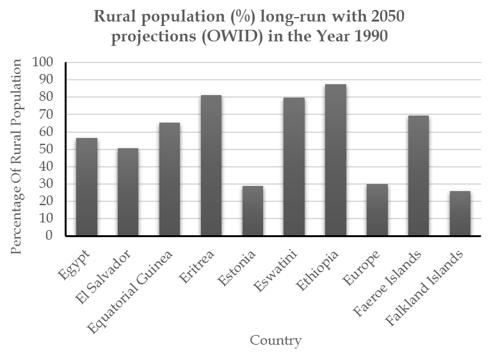 Rural population (%) long-run with 2050
projections (OWID) in the Year 1990
Percentage Of Rural Population
100
90
80
70
60
50
40
30
20
10
0
Egypt
El Salvador
Equatorial Guinea
Eritrea
Estonia
Eswatini
Ethiopia
Europe
Faeroe Islands
Falkland Islands
Country